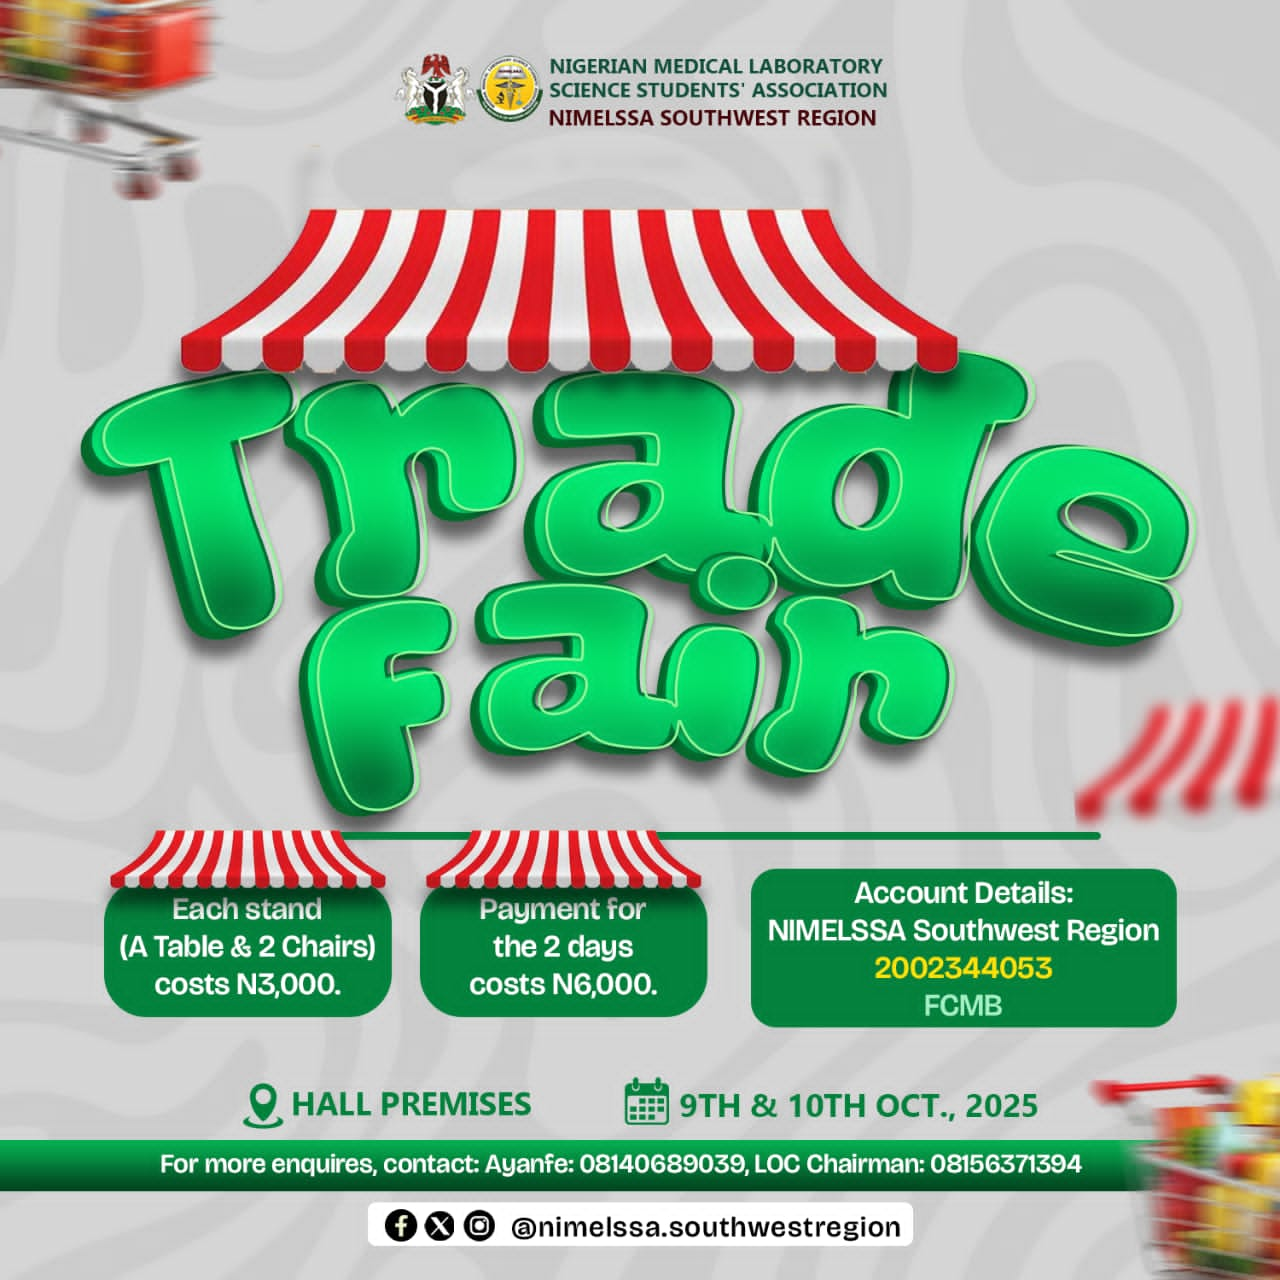 NIGERIAN MEDICAL LABORATORY
SCIENCE STUDENTS' ASSOCIATION
NIMELSSA SOUTHWEST REGION
Trade
Fair
Each stand
(A Table & 2 Chairs)
costs N3,000.
Payment for
the 2 days
costs N6,000.
Account Details:
NIMELSSA Southwest Region
2002344053
FCMB
HALL PREMISES
9TH & 10TH OCT., 2025
For more enquires, contact: Ayanfe: 08140689039, LOC Chairman: 08156371394
@nimelssa.southwestregion